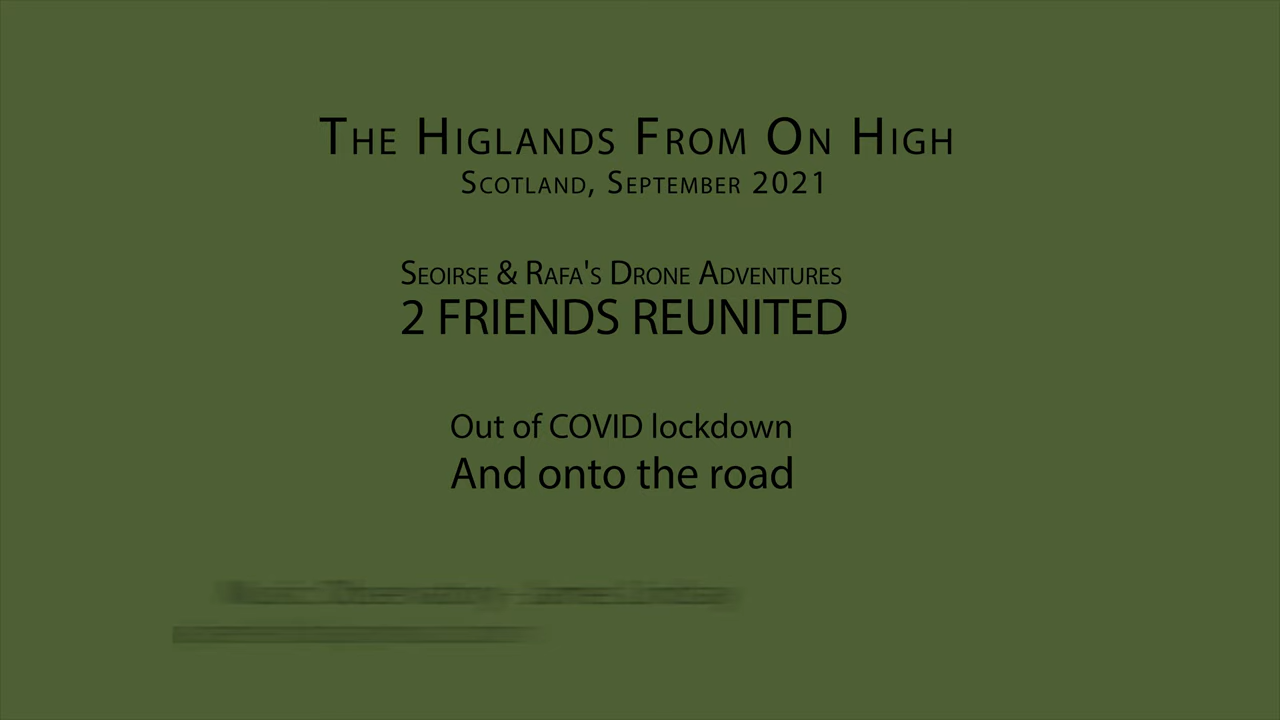 The Higlands From On High
Scotland, September 2021
Seoirse & Rafa's Drone Adventures
2 FRIENDS REUNITED
Out of COVID lockdown
And onto the road
Music: